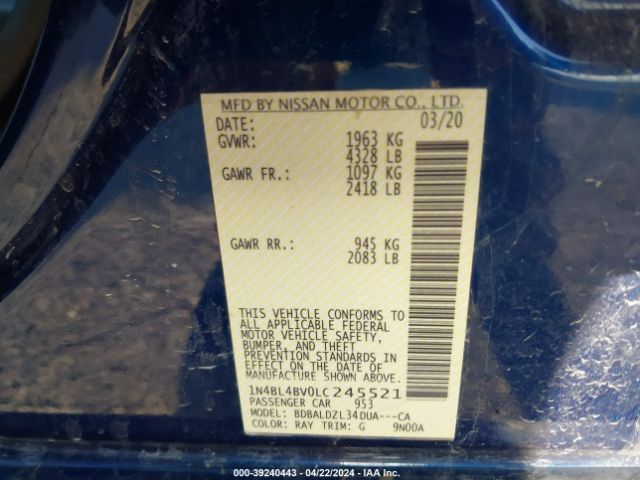 MFD BY NISSAN MOTOR CO., LTD.
DATE: 03/20
GVWR: 1963 KG
4328 LB
GAWR FR.: 1097 KG
2418 LB
GAWR RR.: 945 KG
2083 LB
THIS VEHICLE CONFORMS TO
ALL APPLICABLE FEDERAL
MOTOR VEHICLE SAFETY,
BUMPER, AND THEFT
PREVENTION STANDARDS IN
EFFECT ON THE DATE OF
MANUFACTURE SHOWN ABOVE.
1N4BL4BV0LC245521
PASSENGER CAR 953
MODEL: BDBALDZL34DUA---CA
COLOR: RAY TRIM: G 9N00A
000-39240443 - 04/22/2024 - IAA Inc.